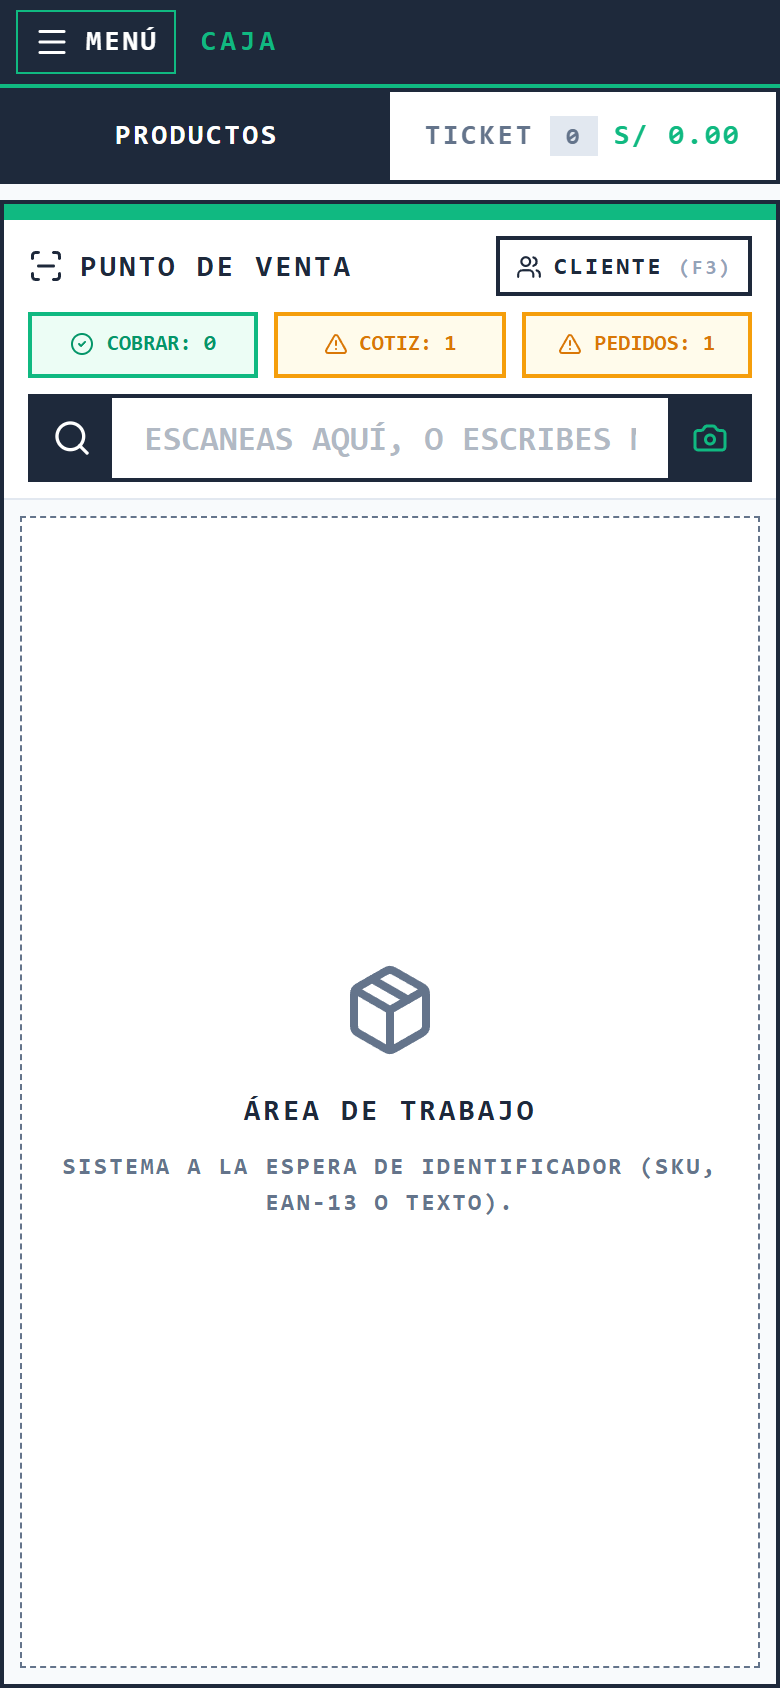 MENÚ CAJA
PRODUCTOS TICKET 0 S/ 0.00
PUNTO DE VENTA CLIENTE (F3)
COBRAR: 0 COTIZ: 1 PEDIDOS: 1
ESCANEAS AQUÍ, O ESCRIBES
ÁREA DE TRABAJO
SISTEMA A LA ESPERA DE IDENTIFICADOR (SKU,
EAN-13 O TEXTO).